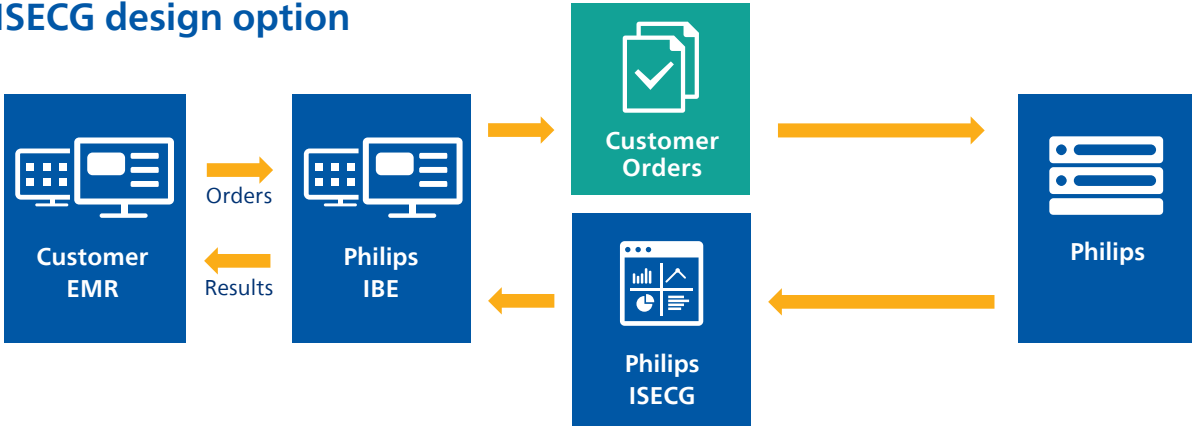 ISECG design option
Customer
Orders
Customer
EMR
Orders
Results
Philips
IBE
Philips
ISECG
Philips